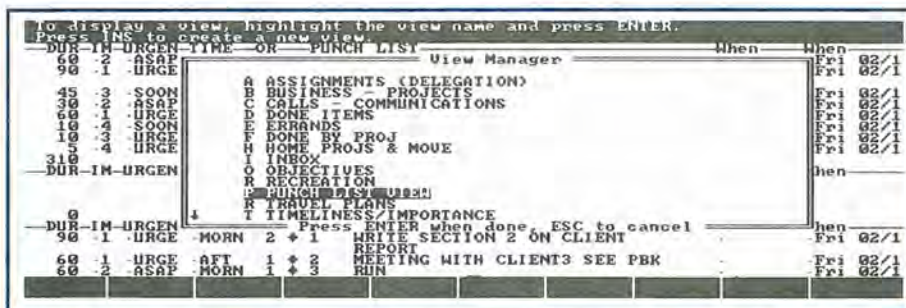 To display a view, highlight the view name and press ENTER.
Press INS to create a new view.
DUR-IM-URGEN-TIME-OR PUNCH LIST When When
View Manager
60 -2 -ASAP Fri 02/1
90 -1 -URGE Fri 02/1
A ASSIGNMENTS (DELEGATION)
B BUSINESS - PROJECTS
45 -3 -SOON Fri 02/1
C CALLS - COMMUNICATIONS
30 -2 -ASAP Fri 02/1
D DONE ITEMS
60 -1 -URGE Fri 02/1
E ERRANDS
10 -4 -SOON Fri 02/1
F DONE BY PROJ
10 -3 -URGE Fri 02/1
H HOME PROJS & MOVE
5 -4 -URGE Fri 02/1
I INBOX
310
O OBJECTIVES
DUR-IM-URGEN hen
R RECREATION
P PUNCH LIST VIEW
R TRAVEL PLANS
0 ↓ T TIMELINESS/IMPORTANCE
DUR-IM-URGEN Press ENTER when done, ESC to cancel hen
90 -1 -URGE -MORN 2 + 1 WRITE SECTION 2 ON CLIENT Fri 02/1
REPORT
60 -1 -URGE -AFT 1 + 2 MEETING WITH CLIENT3 SEE PBK Fri 02/1
60 -2 -ASAP -MORN 1 + 3 RUN Fri 02/1